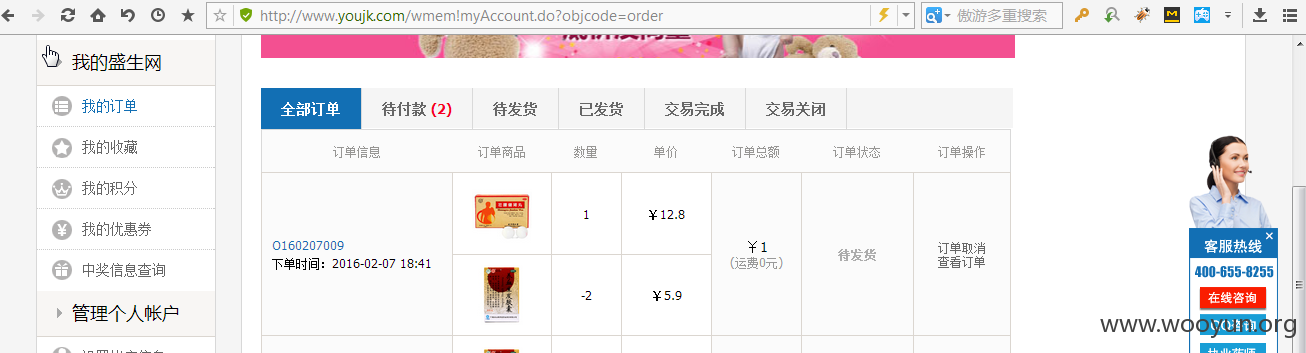 http://www.youjk.com/wmem!myAccount.do?objcode=order
傲游多重搜索
我的盛生网
我的订单
我的收藏
我的积分
我的优惠券
中奖信息查询
管理个人帐户
全部订单 待付款 (2) 待发货 已发货 交易完成 交易关闭
订单信息 订单商品 数量 单价 订单总额 订单状态 订单操作
O160207009
下单时间：2016-02-07 18:41
1 ￥12.8
-2 ￥5.9
￥1
(运费0元)
待发货
订单取消
查看订单
客服热线
400-655-8255
在线咨询
www.wooyun.org